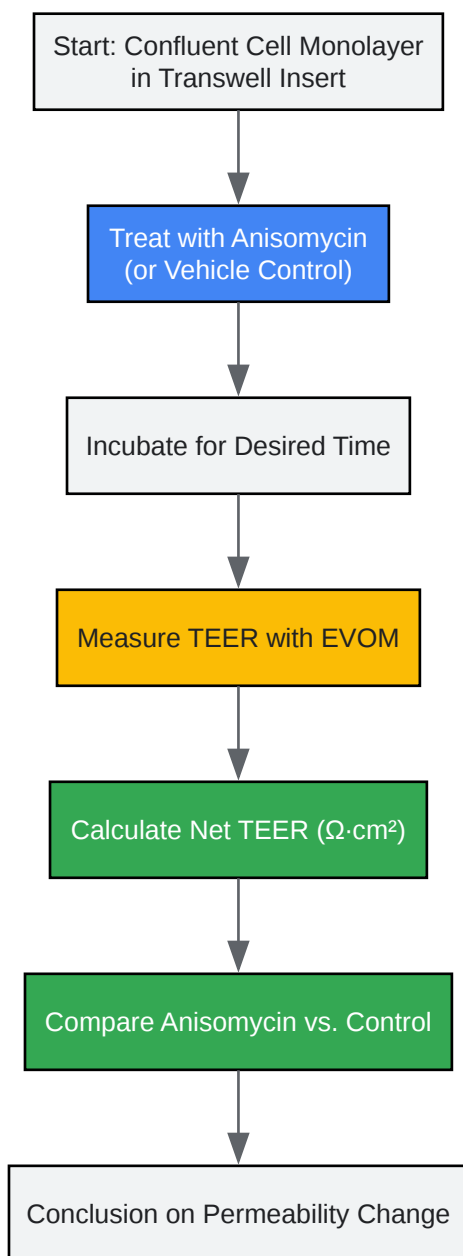 Start: Confluent Cell Monolayer
in Transwell Insert
Treat with Anisomycin
(or Vehicle Control)
Incubate for Desired Time
Measure TEER with EVOM
Calculate Net TEER (Ω·cm²)
Compare Anisomycin vs. Control
Conclusion on Permeability Change